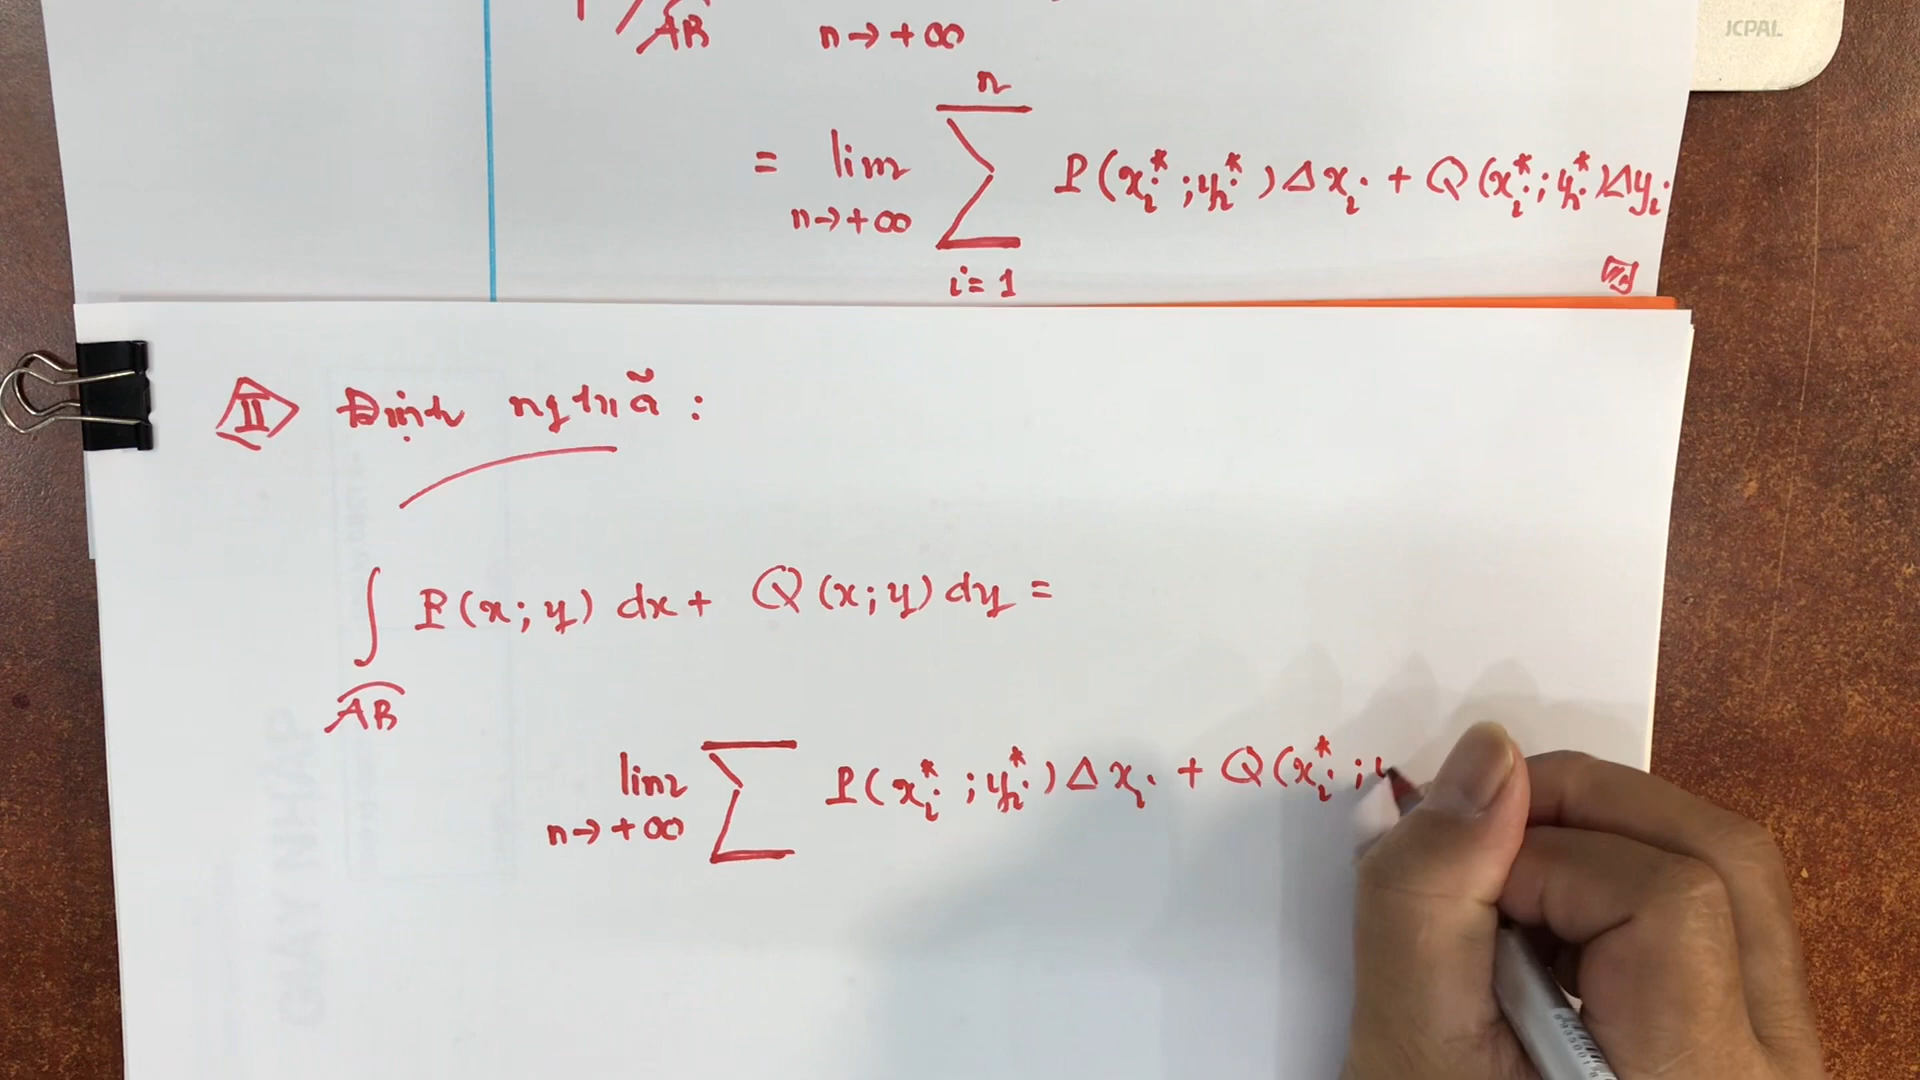 JCPAL
AB n→+∞
n
= lim ∑ P(xᵢ*;yᵢ*)Δxᵢ + Q(xᵢ*;yᵢ*)Δyᵢ
n→+∞
i=1
II Định nghĩa :
∫ P(x;y) dx + Q(x;y) dy =
AB
lim ∑ P(xᵢ*;yᵢ*)Δxᵢ + Q(xᵢ*;y
n→+∞